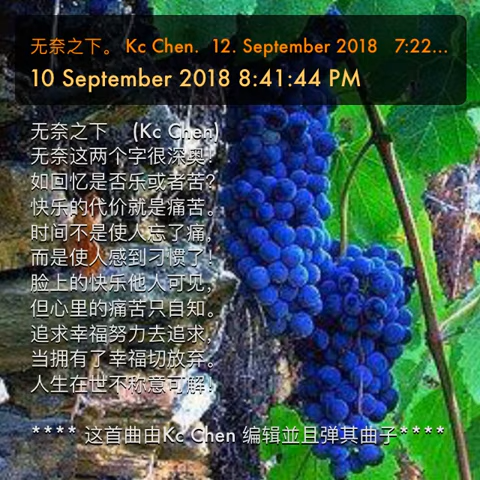 无奈之下。 Kc Chen. 12. September 2018 7:22...
10 September 2018 8:41:44 PM
无奈之下 (Kc Chen)
无奈这两个字很深奥!
如回忆是否乐或者苦?
快乐的代价就是痛苦。
时间不是使人忘了痛,
而是使人感到刁惯了!
脸上的快乐他人可见,
但心里的痛苦只自知。
追求幸福努力去追求,
当拥有了幸福切放弃。
人生在世不称意可解!
**** 这首曲由Kc Chen 编辑並且弹其曲子****